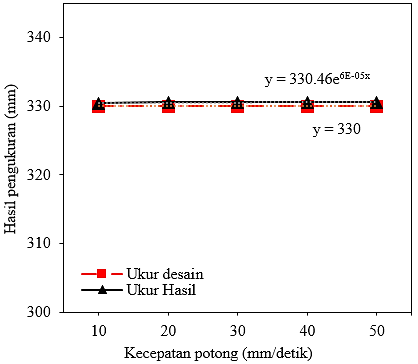 340
330
320
310
300
Hasil pengukuran (mm)
y = 330.46e^6E-05x
y = 330
Ukur desain
Ukur Hasil
10 20 30 40 50
Kecepatan potong (mm/detik)